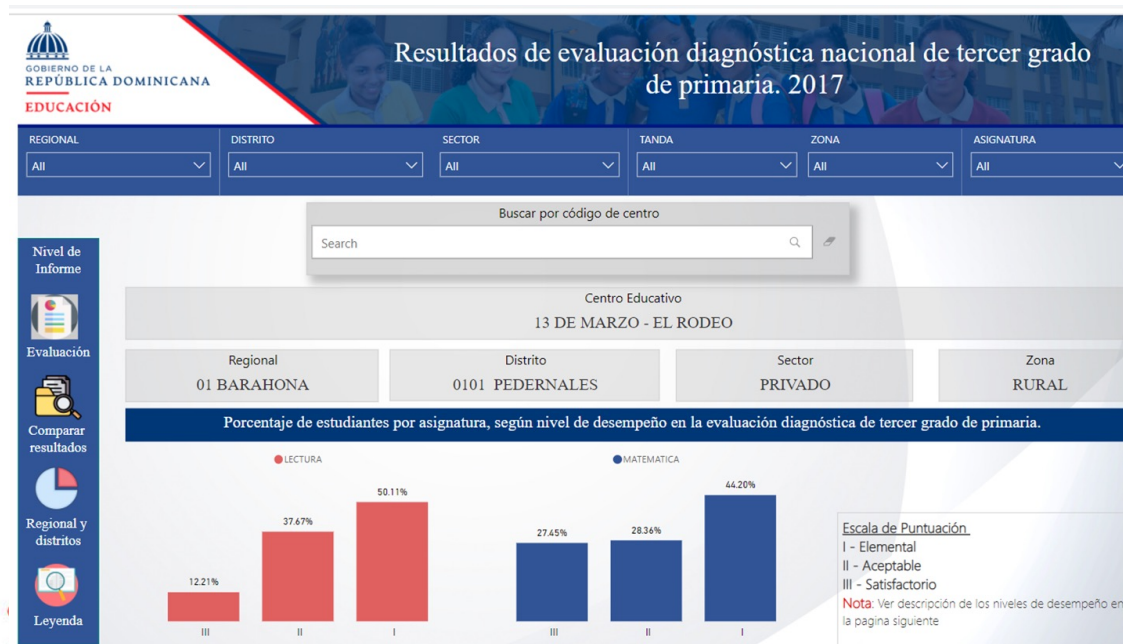 GOBIERNO DE LA
REPÚBLICA DOMINICANA
EDUCACIÓN
Resultados de evaluación diagnóstica nacional de tercer grado
de primaria. 2017
REGIONAL
DISTRITO
SECTOR
TANDA
ZONA
ASIGNATURA
All
All
All
All
All
All
Buscar por código de centro
Search
Nivel de
Informe
Evaluación
Comparar
resultados
Regional y
distritos
Leyenda
Centro Educativo
13 DE MARZO - EL RODEO
Regional
01 BARAHONA
Distrito
0101 PEDERNALES
Sector
PRIVADO
Zona
RURAL
Porcentaje de estudiantes por asignatura, según nivel de desempeño en la evaluación diagnóstica de tercer grado de primaria.
LECTURA
12.21%
37.67%
50.11%
III
II
I
MATEMATICA
27.45%
28.36%
44.20%
III
II
I
Escala de Puntuación
I - Elemental
II - Aceptable
III - Satisfactorio
Nota: Ver descripción de los niveles de desempeño en
la pagina siguiente